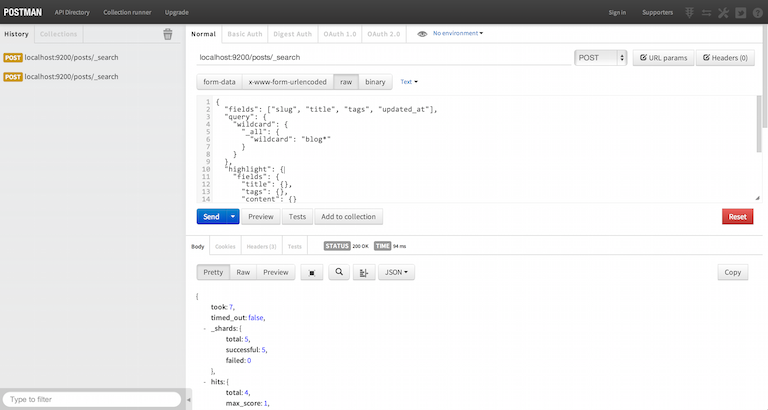 POSTMAN API Directory Collection runner Upgrade Sign in Supporters
History Collections
POST localhost:9200/posts/_search
POST localhost:9200/posts/_search
Type to filter
Normal Basic Auth Digest Auth OAuth 1.0 OAuth 2.0 No environment
localhost:9200/posts/_search POST URL params Headers (0)
form-data x-www-form-urlencoded raw binary Text
1 {
2 "fields": ["slug", "title", "tags", "updated_at"],
3 "query": {
4 "wildcard": {
5 "_all": {
6 "wildcard": "blog*"
7 }
8 }
9 },
10 "highlight": {
11 "fields": {
12 "title": {},
13 "tags": {},
14 "content": {}
Send Preview Tests Add to collection Reset
Body Cookies Headers (3) Tests STATUS 200 OK TIME 94 ms
Pretty Raw Preview JSON Copy
{
took: 7,
timed_out: false,
- _shards: {
total: 5,
successful: 5,
failed: 0
},
- hits: {
total: 4,
max_score: 1,